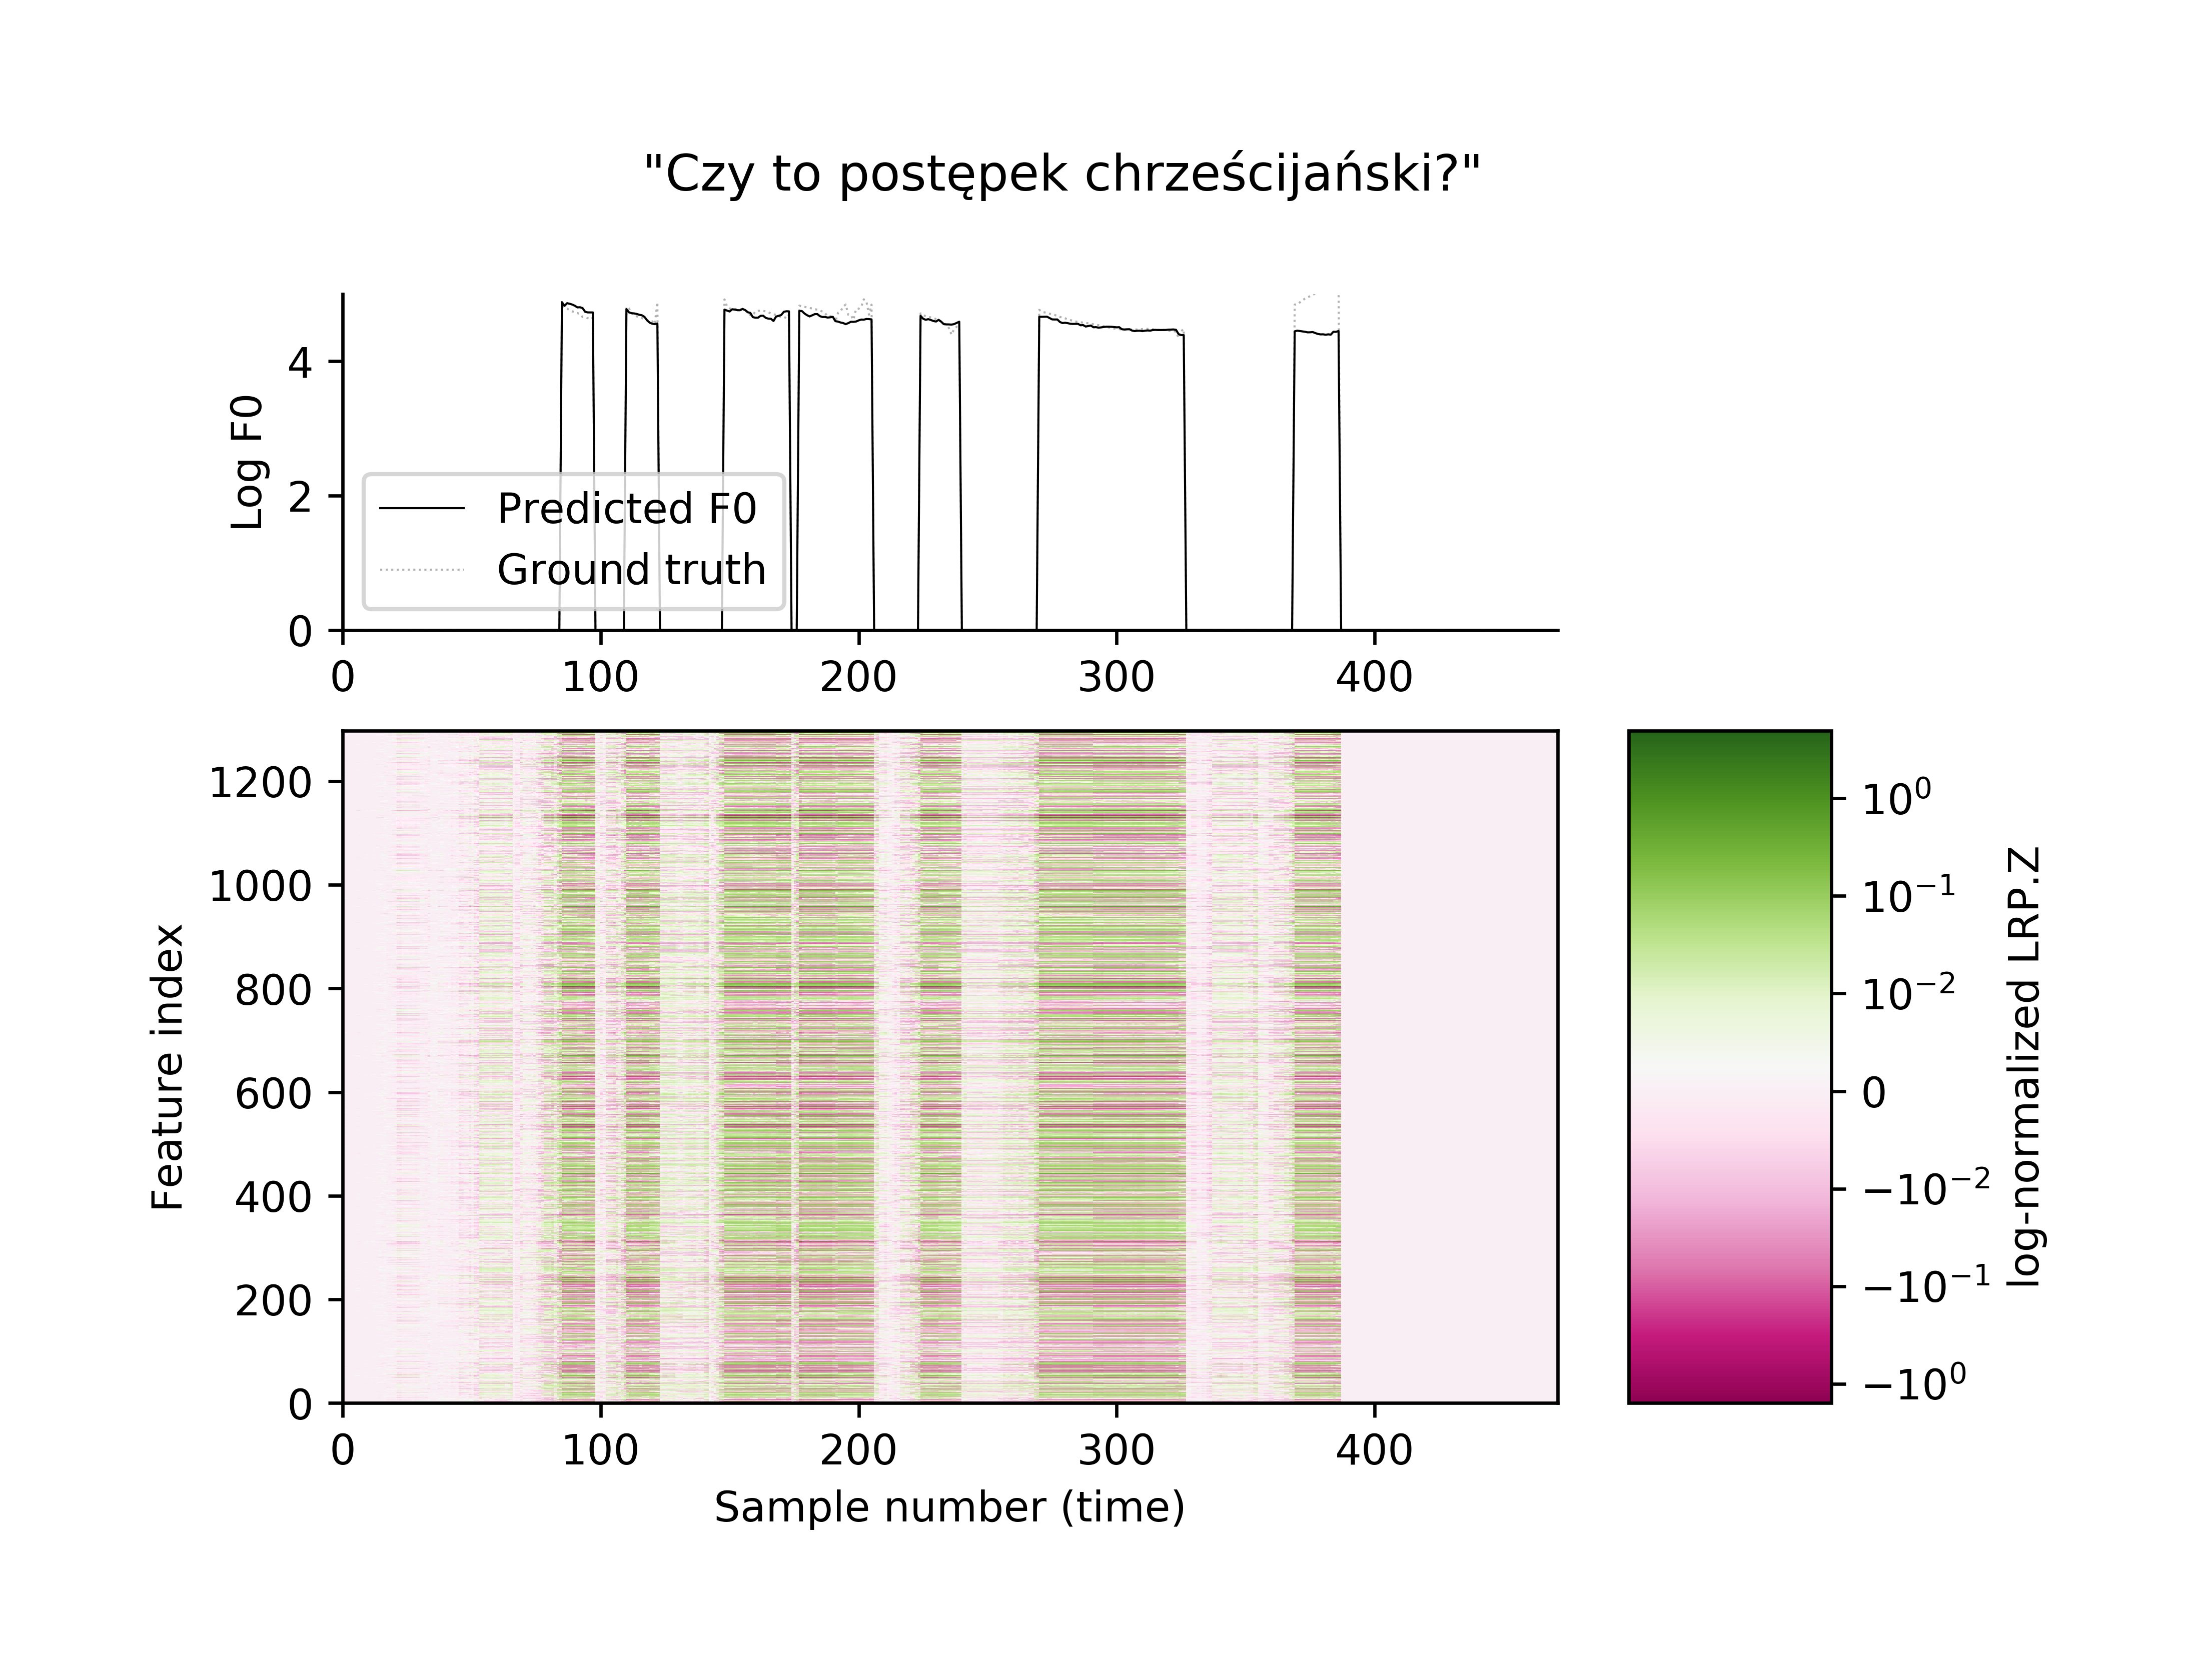 "Czy to postępek chrześcijański?"
Log F0
4
2
0
Predicted F0
Ground truth
0 100 200 300 400
Feature index
1200
1000
800
600
400
200
0
0 100 200 300 400
Sample number (time)
10⁰
10⁻¹
10⁻²
0
−10⁻²
−10⁻¹
−10⁰
log-normalized LRP.Z